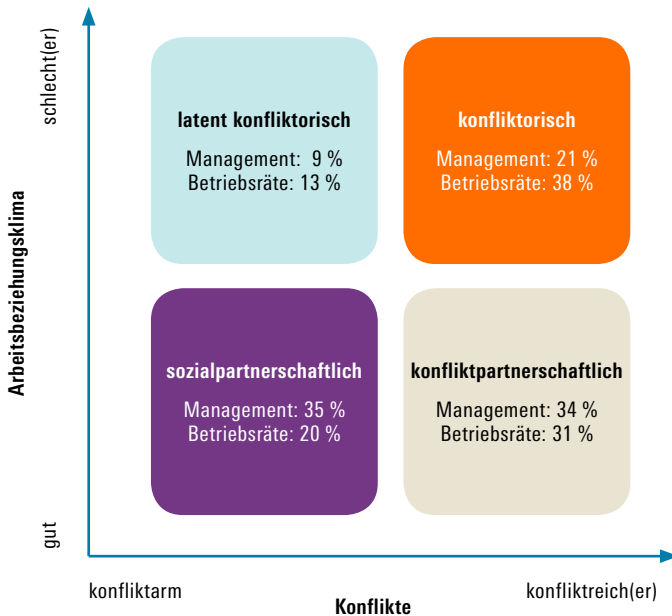 schlecht(er)
Arbeitsbeziehungsklima
gut
latent konfliktorisch
Management: 9 %
Betriebsräte: 13 %
konfliktorisch
Management: 21 %
Betriebsräte: 38 %
sozialpartnerschaftlich
Management: 35 %
Betriebsräte: 20 %
konfliktpartnerschaftlich
Management: 34 %
Betriebsräte: 31 %
konfliktarm
Konflikte
konfliktreich(er)